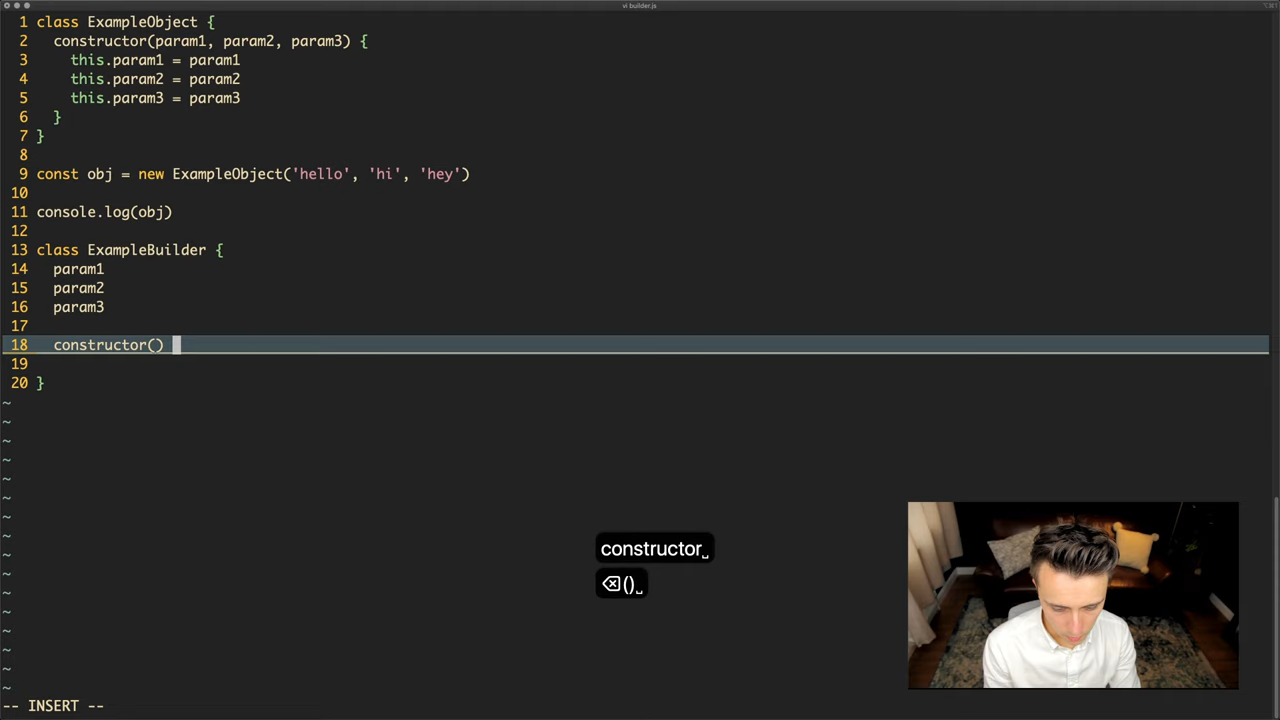 vi builder.js
1 class ExampleObject {
2 constructor(param1, param2, param3) {
3 this.param1 = param1
4 this.param2 = param2
5 this.param3 = param3
6 }
7 }
8
9 const obj = new ExampleObject('hello', 'hi', 'hey')
10
11 console.log(obj)
12
13 class ExampleBuilder {
14 param1
15 param2
16 param3
17
18 constructor()
19
20 }
~
~
~
~
~
~
~
~
constructor␣
~
~
⌫()␣
~
~
~
~
~
~
-- INSERT --